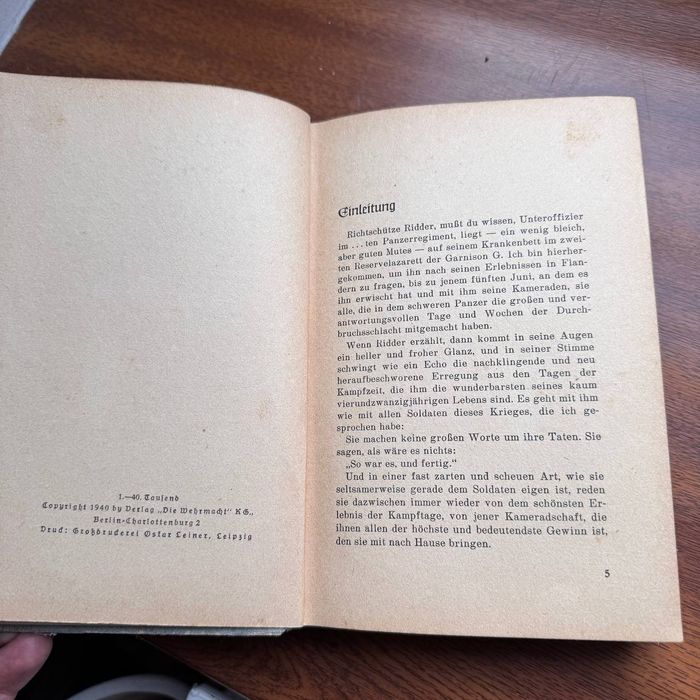 1.—40. Tausend
Copyright 1940 by Verlag „Die Wehrmacht" KG.,
Berlin-Charlottenburg 2
Druck: Großdruckerei Oskar Leiner, Leipzig
Einleitung
Richtschütze Ridder, mußt du wissen, Unteroffizier
im ...ten Panzerregiment, liegt — ein wenig bleich,
aber guten Mutes — auf seinem Krankenbett im zwei-
ten Reservelazarett der Garnison G. Ich bin hierher-
gekommen, um ihn nach seinen Erlebnissen in Flan-
dern zu fragen, bis zu jenem fünften Juni, an dem es
ihn erwischt hat und mit ihm seine Kameraden, sie
alle, die in dem schweren Panzer die großen und ver-
antwortungsvollen Tage und Wochen der Durch-
bruchsschlacht mitgemacht haben.
Wenn Ridder erzählt, dann kommt in seine Augen
ein heller und froher Glanz, und in seiner Stimme
schwingt wie ein Echo die nachklingende und neu
heraufbeschworene Erregung aus den Tagen der
Kampfzeit, die ihm die wunderbarsten seines kaum
vierundzwanzigjährigen Lebens sind. Es geht mit ihm
wie mit allen Soldaten dieses Krieges, die ich ge-
sprochen habe:
Sie machen keine großen Worte um ihre Taten. Sie
sagen, als wäre es nichts:
„So war es, und fertig."
Und in einer fast zarten und scheuen Art, wie sie
seltsamerweise gerade dem Soldaten eigen ist, reden
sie dazwischen immer wieder von dem schönsten Er-
lebnis der Kampftage, von jener Kameradschaft, die
ihnen allen der höchste und bedeutendste Gewinn ist,
den sie mit nach Hause bringen.
5